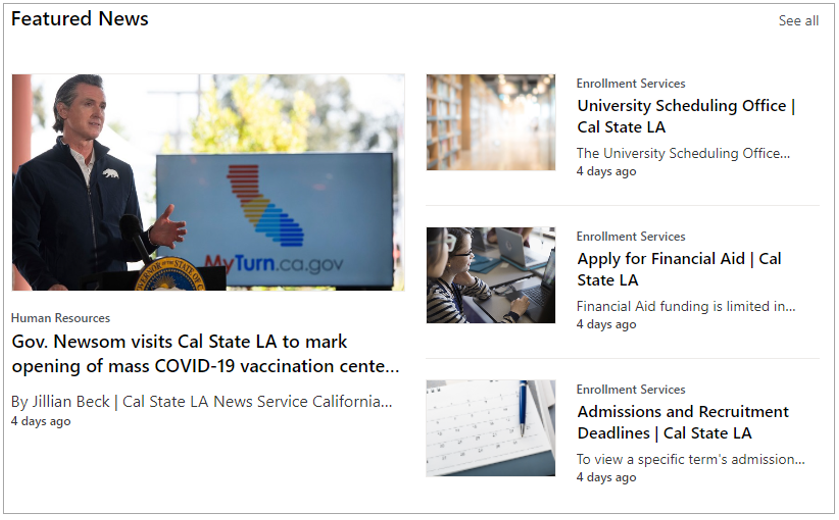 Featured News
See all
MyTurn.ca.gov
Human Resources
Gov. Newsom visits Cal State LA to mark
opening of mass COVID-19 vaccination cente...
By Jillian Beck | Cal State LA News Service California...
4 days ago
Enrollment Services
University Scheduling Office |
Cal State LA
The University Scheduling Office...
4 days ago
Enrollment Services
Apply for Financial Aid | Cal
State LA
Financial Aid funding is limited in...
4 days ago
Enrollment Services
Admissions and Recruitment
Deadlines | Cal State LA
To view a specific term's admission...
4 days ago